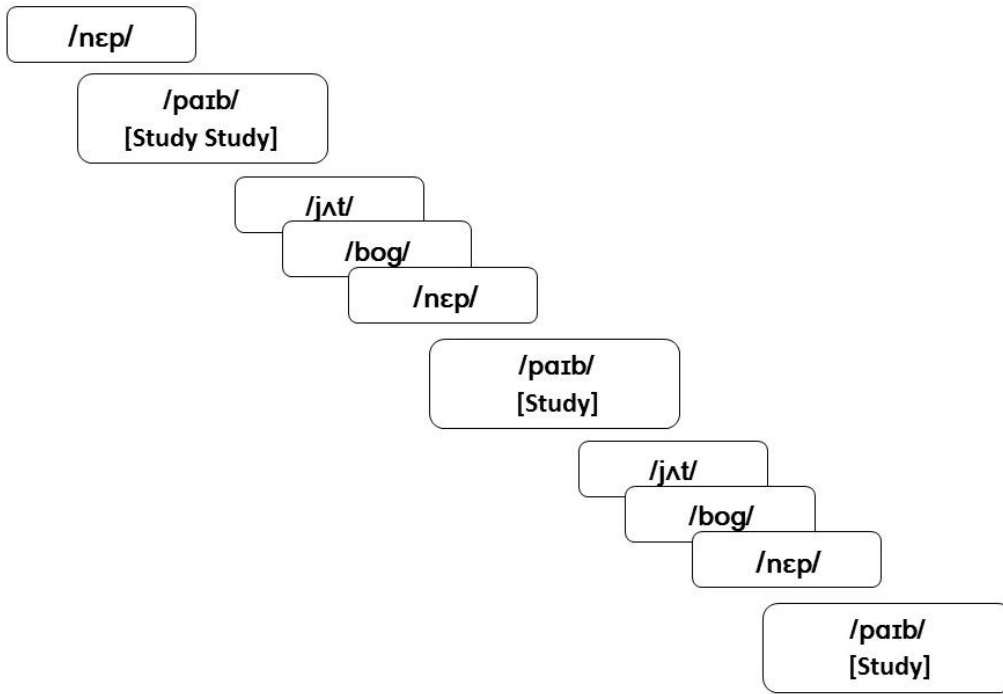 /nɛp/
/paɪb/
[Study Study]
/jʌt/
/bog/
/nɛp/
/paɪb/
[Study]
/jʌt/
/bog/
/nɛp/
/paɪb/
[Study]